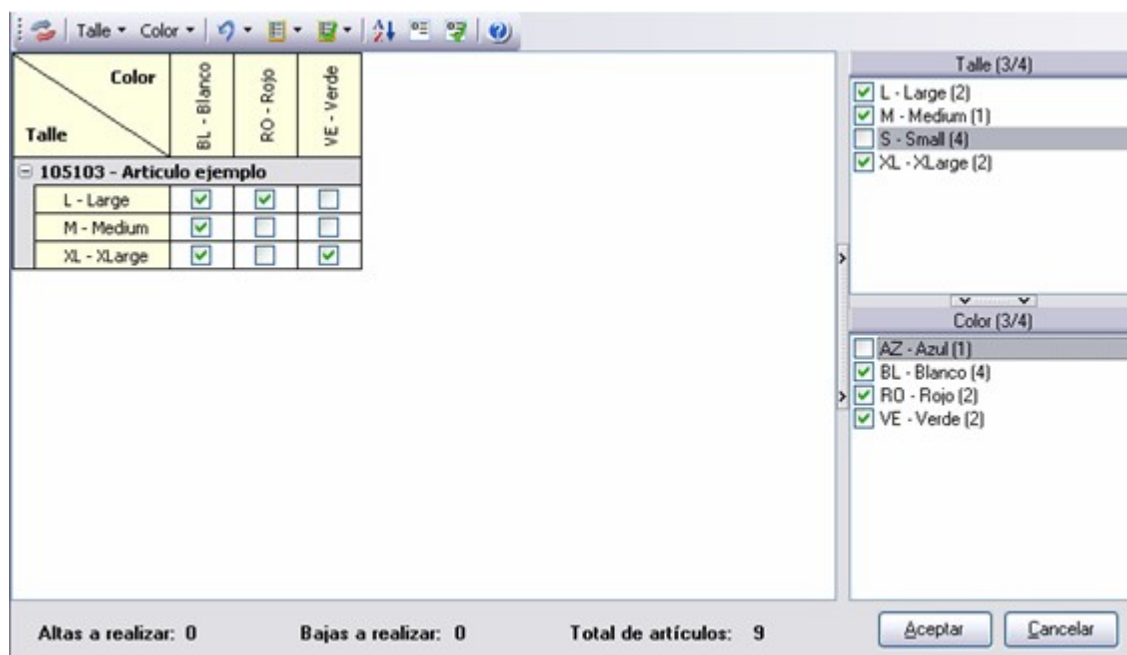 Talle Color
Color
Talle
BL - Blanco
RO - Rojo
VE - Verde
105103 - Articulo ejemplo
L - Large
M - Medium
XL - XLarge
Talle (3/4)
L - Large (2)
M - Medium (1)
S - Small (4)
XL - XLarge (2)
Color (3/4)
AZ - Azul (1)
BL - Blanco (4)
RO - Rojo (2)
VE - Verde (2)
Altas a realizar: 0 Bajas a realizar: 0 Total de artículos: 9
Aceptar Cancelar